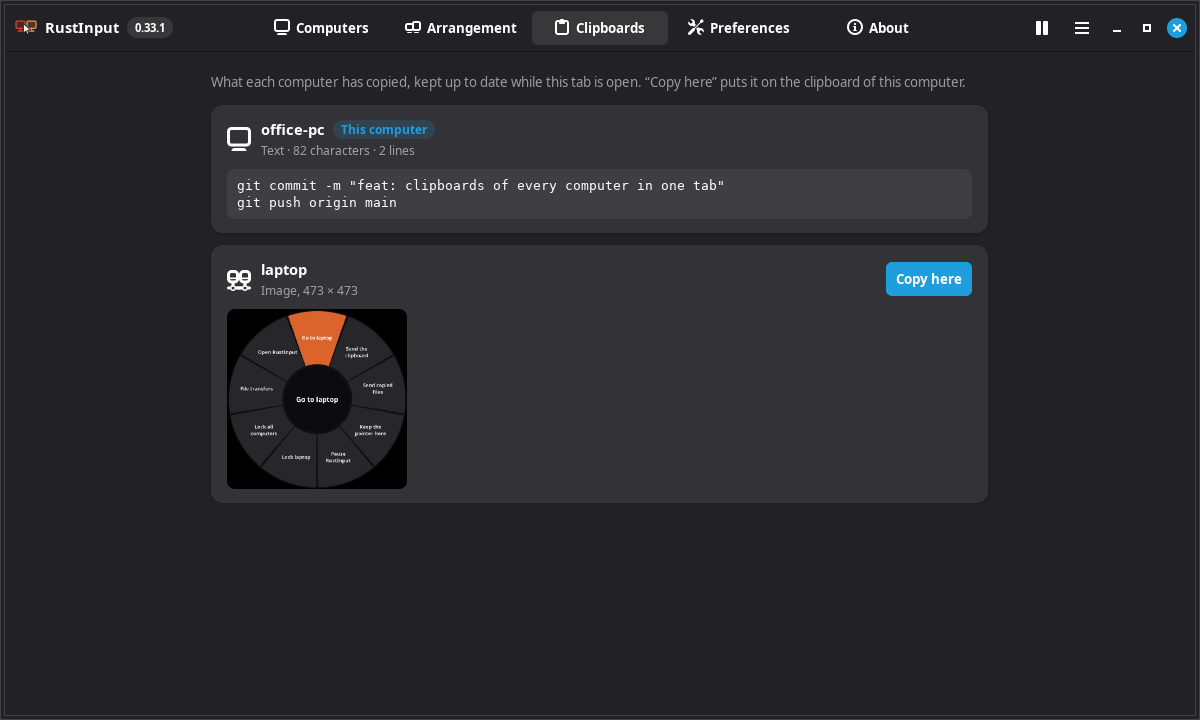 RustInput 0.33.1 Computers Arrangement Clipboards Preferences About
What each computer has copied, kept up to date while this tab is open. “Copy here” puts it on the clipboard of this computer.
office-pc This computer
Text · 82 characters · 2 lines
git commit -m "feat: clipboards of every computer in one tab"
git push origin main
laptop
Image, 473 × 473
Copy here
Go to laptop
Send the
clipboard
Send copied
files
Keep the
pointer here
Pause
RustInput
Lock laptop
Lock all
computers
File transfers
Open RustInput
Go to laptop